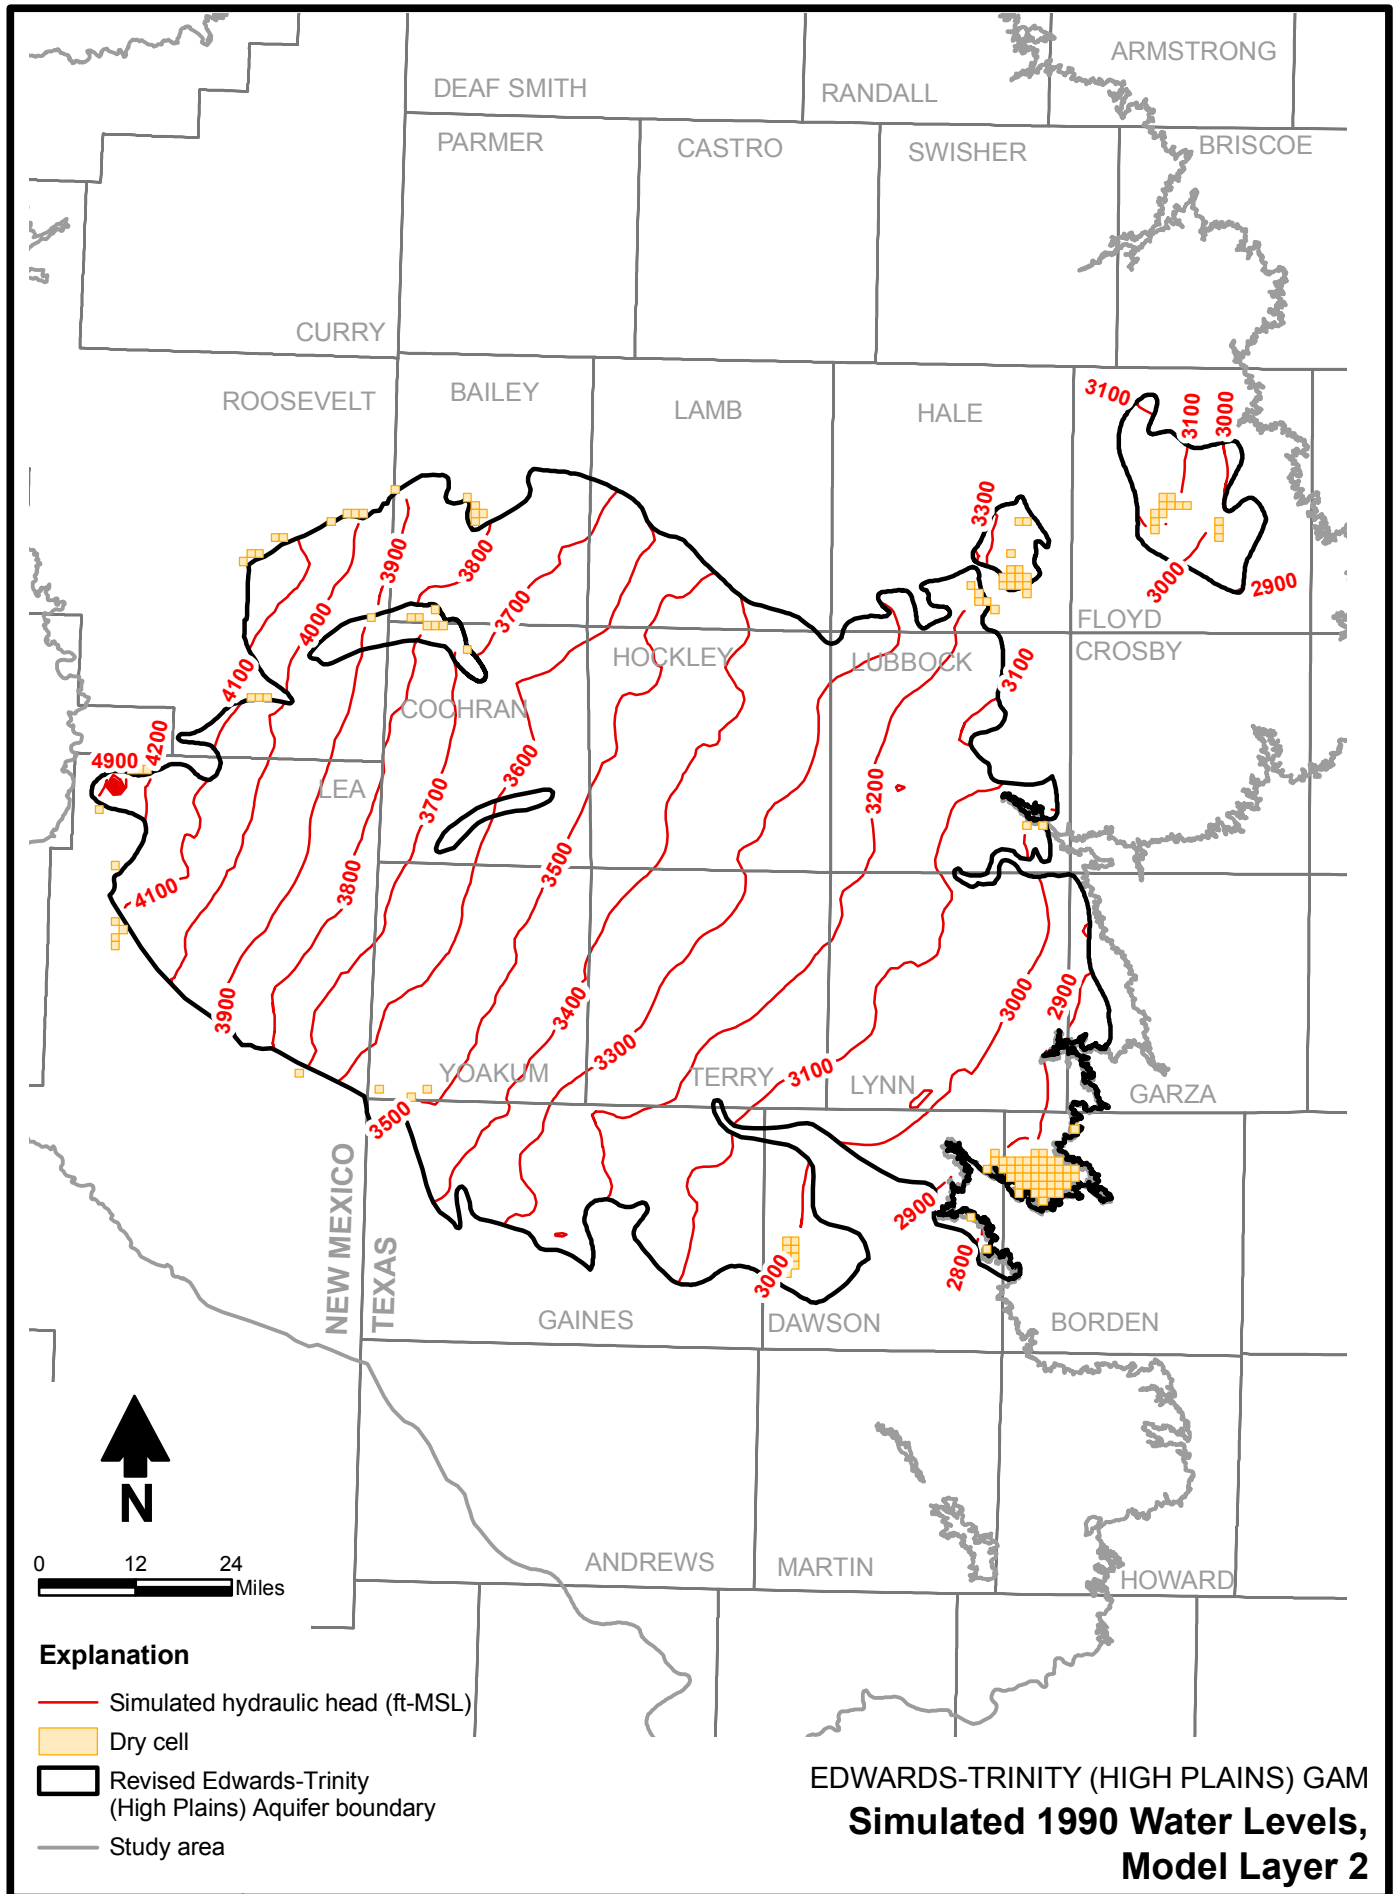 ARMSTRONG
DEAF SMITH
RANDALL
PARMER
CASTRO
SWISHER
BRISCOE
CURRY
ROOSEVELT
BAILEY
LAMB
HALE
3100
3100
3000
3300
3900
3800
3700
4000
3000
2900
FLOYD
CROSBY
HOCKLEY
LUBBOCK
3100
4100
COCHRAN
4200
4900
LEA
3600
3700
3200
3500
3800
4100
3900
3400
3000
2900
3300
YOAKUM
TERRY
3100
LYNN
GARZA
3500
NEW MEXICO
TEXAS
2900
2800
3000
GAINES
DAWSON
BORDEN
N
ANDREWS
MARTIN
HOWARD
0 12 24
Miles
Explanation
Simulated hydraulic head (ft-MSL)
Dry cell
Revised Edwards-Trinity
(High Plains) Aquifer boundary
Study area
EDWARDS-TRINITY (HIGH PLAINS) GAM
Simulated 1990 Water Levels,
Model Layer 2